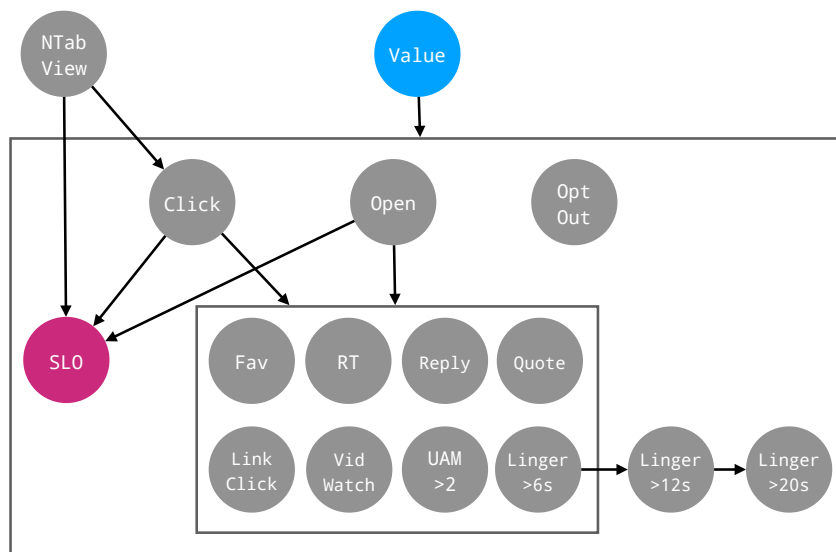 NTab
View
Value
Click
Open
Opt
Out
SLO
Fav
RT
Reply
Quote
Link
Click
Vid
Watch
UAM
>2
Linger
>6s
Linger
>12s
Linger
>20s